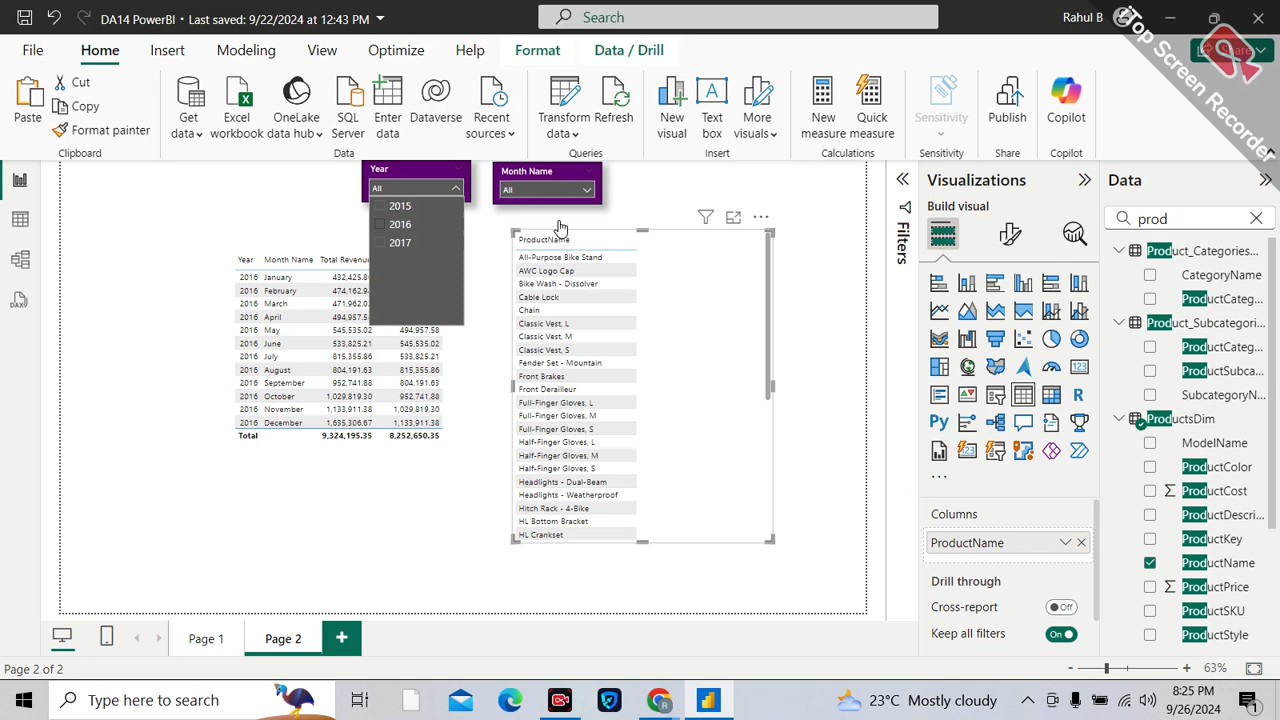 DA14 PowerBI • Last saved: 9/22/2024 at 12:43 PM
Search
Rahul B
iTop Screen Recorder
File Home Insert Modeling View Optimize Help Format Data / Drill
Share
Paste
Cut
Copy
Format painter
Get data
Excel workbook
OneLake data hub
SQL Server
Enter data
Dataverse
Recent sources
Transform data
Refresh
New visual
Text box
More visuals
New measure
Quick measure
Sensitivity
Publish
Copilot
Clipboard Data Queries Insert Calculations Sensitivity Share Copilot
Year
All
2015
2016
2017
Month Name
All
Year Month Name Total Revenu
2016 January 432,425.8
2016 February 474,162.9
2016 March 471,962.0
2016 April 494,957.5
2016 May 545,535.02 494,957.58
2016 June 533,825.21 545,535.02
2016 July 815,355.86 533,825.21
2016 August 804,191.63 815,355.86
2016 September 952,741.88 804,191.63
2016 October 1,029,819.30 952,741.88
2016 November 1,133,911.38 1,029,819.30
2016 December 1,635,306.67 1,133,911.38
Total 9,324,195.35 8,252,650.35
ProductName
All-Purpose Bike Stand
AWC Logo Cap
Bike Wash - Dissolver
Cable Lock
Chain
Classic Vest, L
Classic Vest, M
Classic Vest, S
Fender Set - Mountain
Front Brakes
Front Derailleur
Full-Finger Gloves, L
Full-Finger Gloves, M
Full-Finger Gloves, S
Half-Finger Gloves, L
Half-Finger Gloves, M
Half-Finger Gloves, S
Headlights - Dual-Beam
Headlights - Weatherproof
Hitch Rack - 4-Bike
HL Bottom Bracket
HL Crankset
Filters
Visualizations
Build visual
Columns
ProductName
Drill through
Cross-report Off
Keep all filters On
Data
prod
Product_Categories...
CategoryName
ProductCateg...
Product_Subcategori...
ProductCateg...
ProductSubca...
SubcategoryN...
ProductsDim
ModelName
ProductColor
ProductCost
ProductDescri...
ProductKey
ProductName
ProductPrice
ProductSKU
ProductStyle
Page 1
Page 2
Page 2 of 2
63%
Type here to search
23°C Mostly cloudy
8:25 PM
9/26/2024